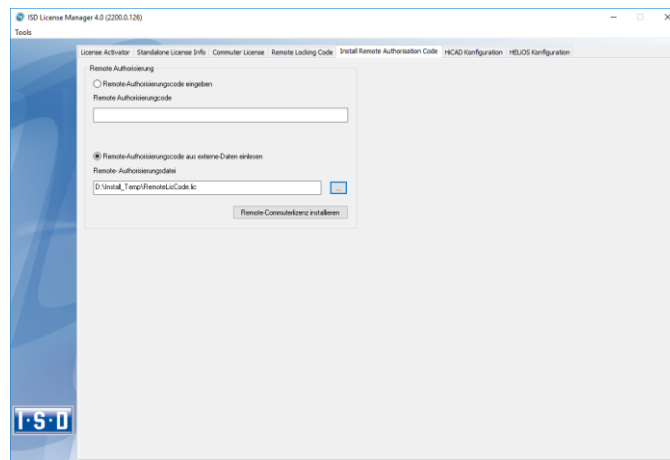 ISD License Manager 4.0 (2200.0.126)
Tools
License Activator Standalone License Info Commuter License Remote Locking Code Install Remote Authorisation Code HiCAD Konfiguration HELiOS Konfiguration
Remote Authorisierung
Remote-Authorisierungscode eingeben
Remote Authorisierungcode
Remote-Authorisierungscode aus externe-Daten einlesen
Remote- Authorisierungsdatei
D:\Install_Temp\RemoteLicCode.lic
...
Remote-Commuterlizenz installieren
I·S·D